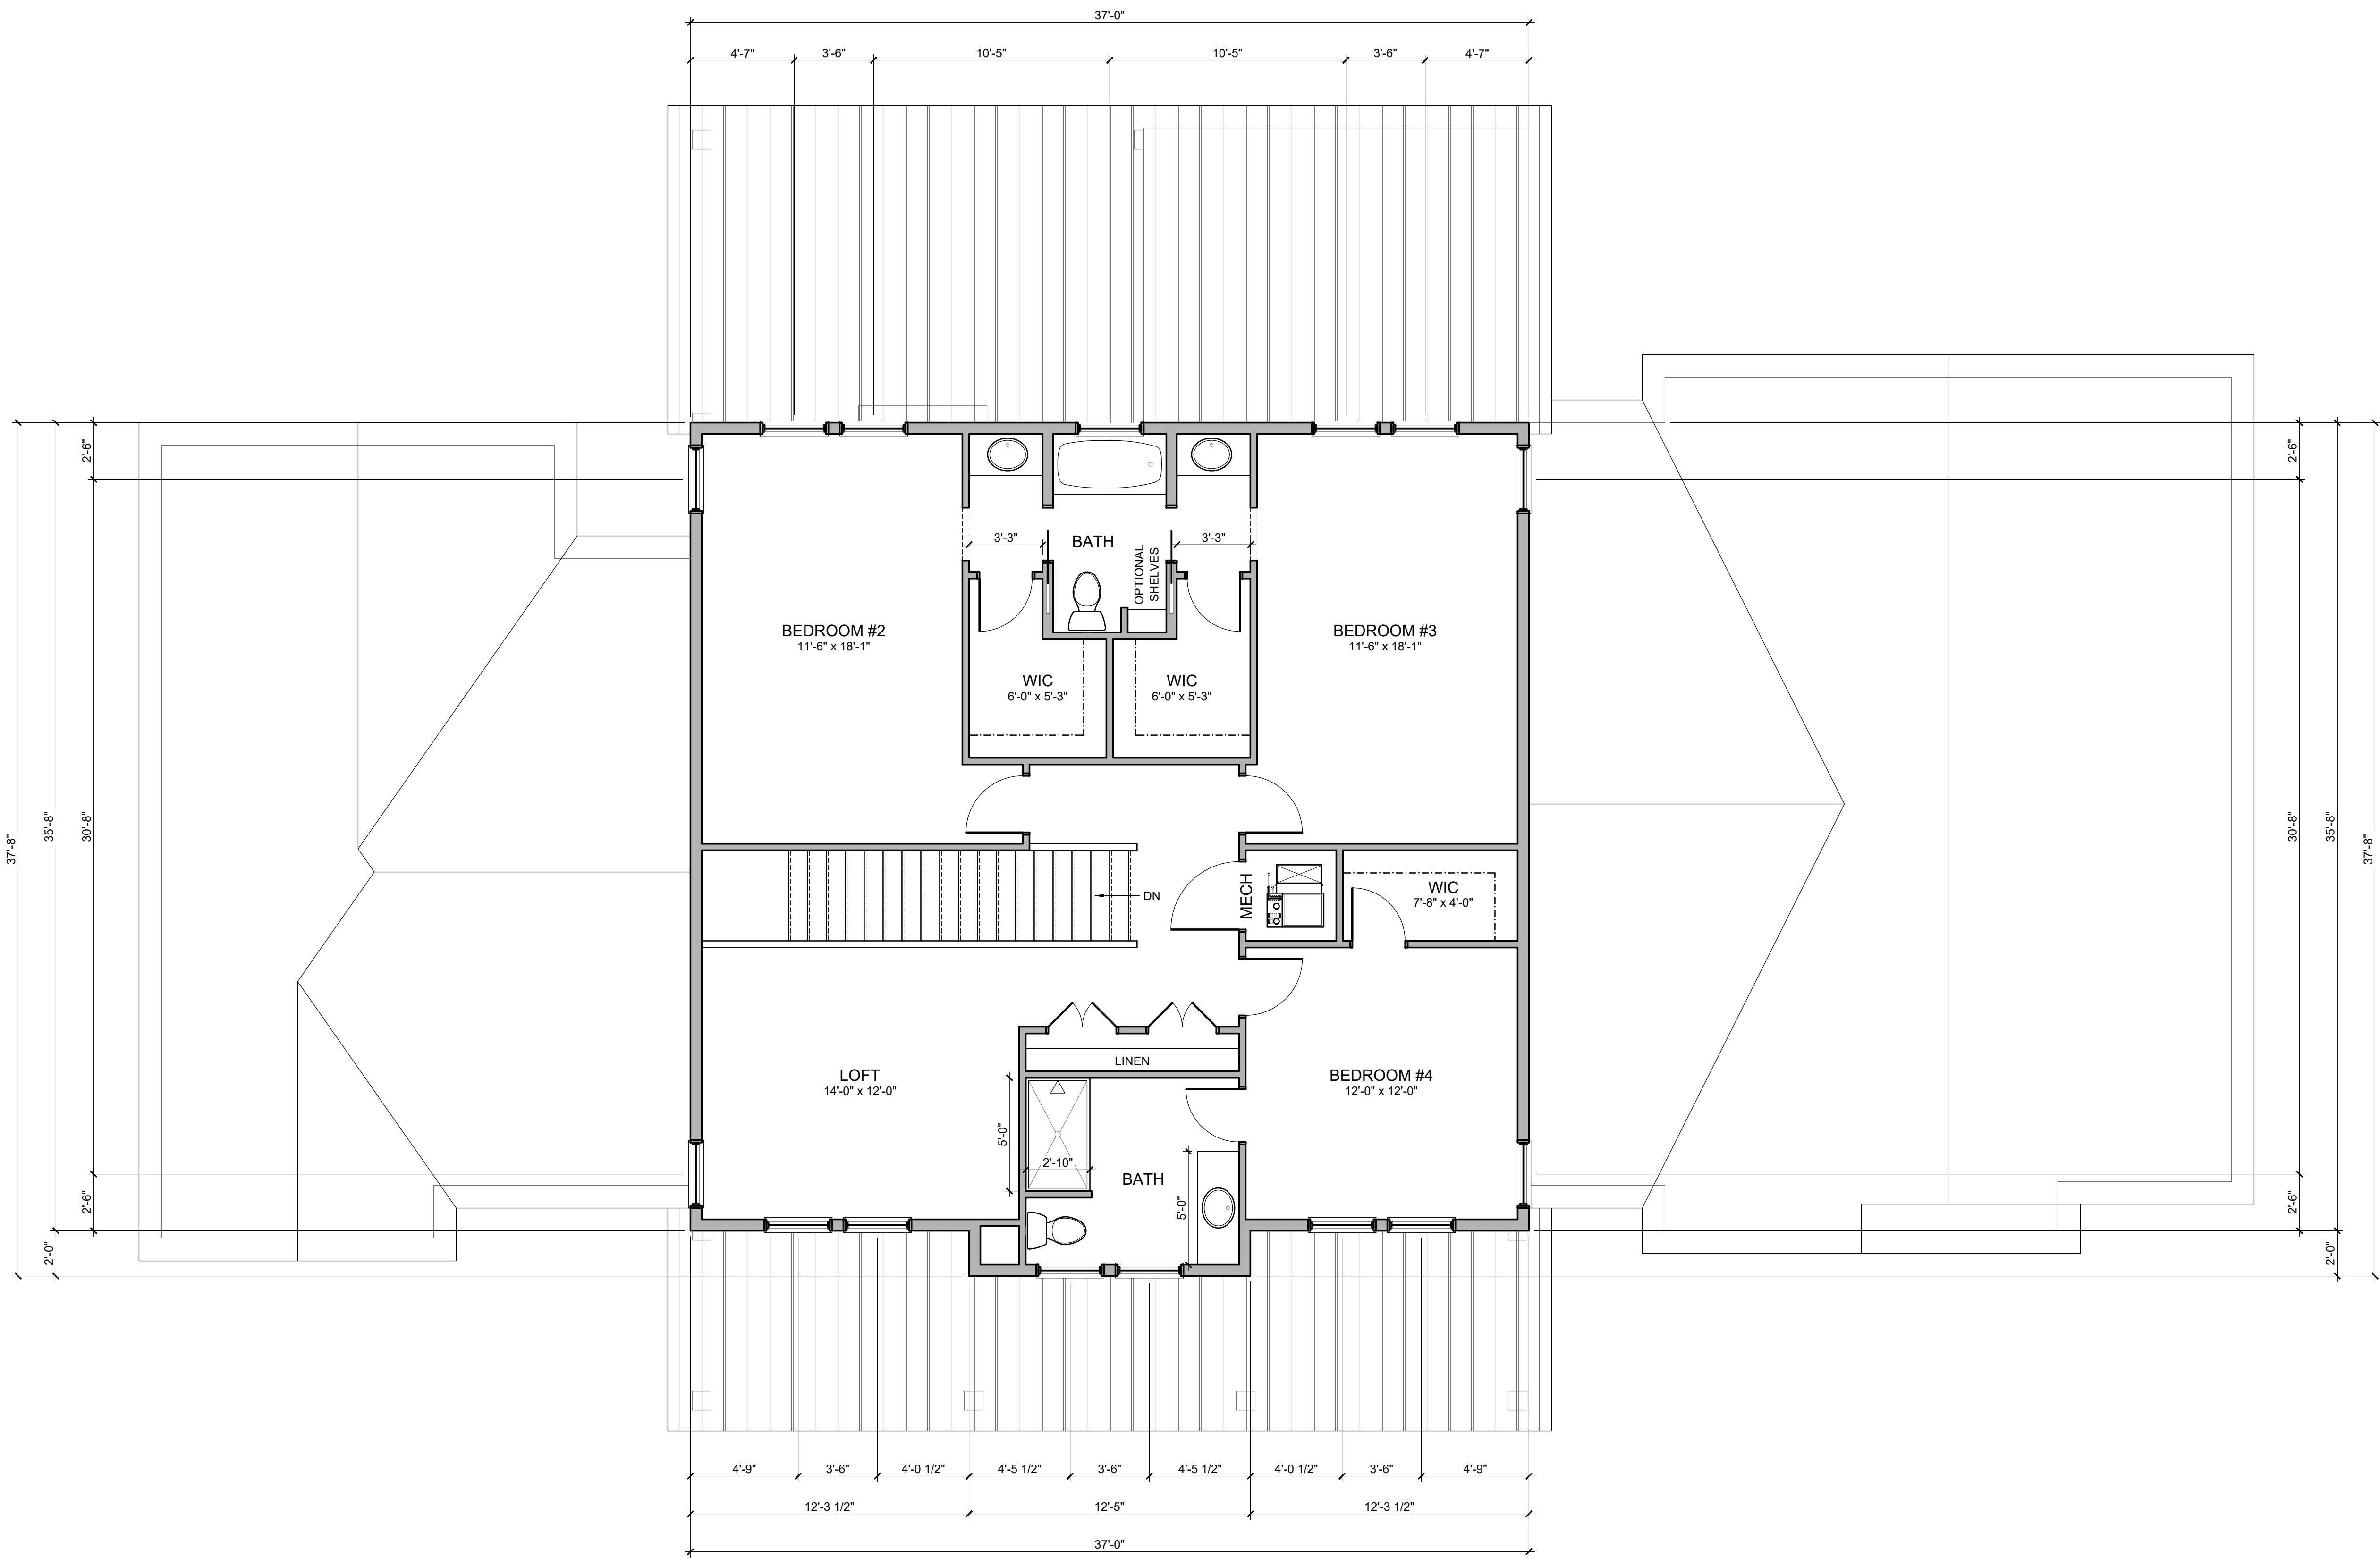 37'-0"
4'-7"
3'-6"
10'-5"
10'-5"
3'-6"
4'-7"
2'-6"
2'-6"
3'-3"
BATH
3'-3"
OPTIONAL
SHELVES
BEDROOM #2
11'-6" x 18'-1"
BEDROOM #3
11'-6" x 18'-1"
WIC
6'-0" x 5'-3"
WIC
6'-0" x 5'-3"
37'-8"
35'-8"
30'-8"
30'-8"
35'-8"
37'-8"
DN
MECH
WIC
7'-8" x 4'-0"
LINEN
LOFT
14'-0" x 12'-0"
BEDROOM #4
12'-0" x 12'-0"
5'-0"
2'-10"
BATH
5'-0"
2'-6"
2'-0"
2'-6"
2'-0"
4'-9"
3'-6"
4'-0 1/2"
4'-5 1/2"
3'-6"
4'-5 1/2"
4'-0 1/2"
3'-6"
4'-9"
12'-3 1/2"
12'-5"
12'-3 1/2"
37'-0"